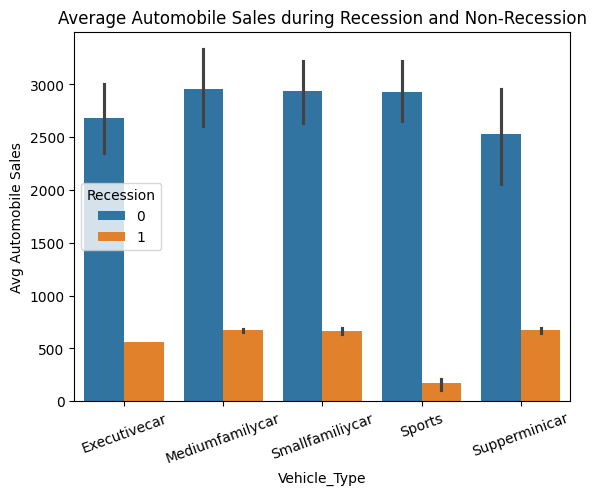 Average Automobile Sales during Recession and Non-Recession
Avg Automobile Sales
3000
2500
2000
1500
1000
500
0
Recession
0
1
Executivecar
Mediumfamilycar
Smallfamiliycar
Sports
Supperminicar
Vehicle_Type